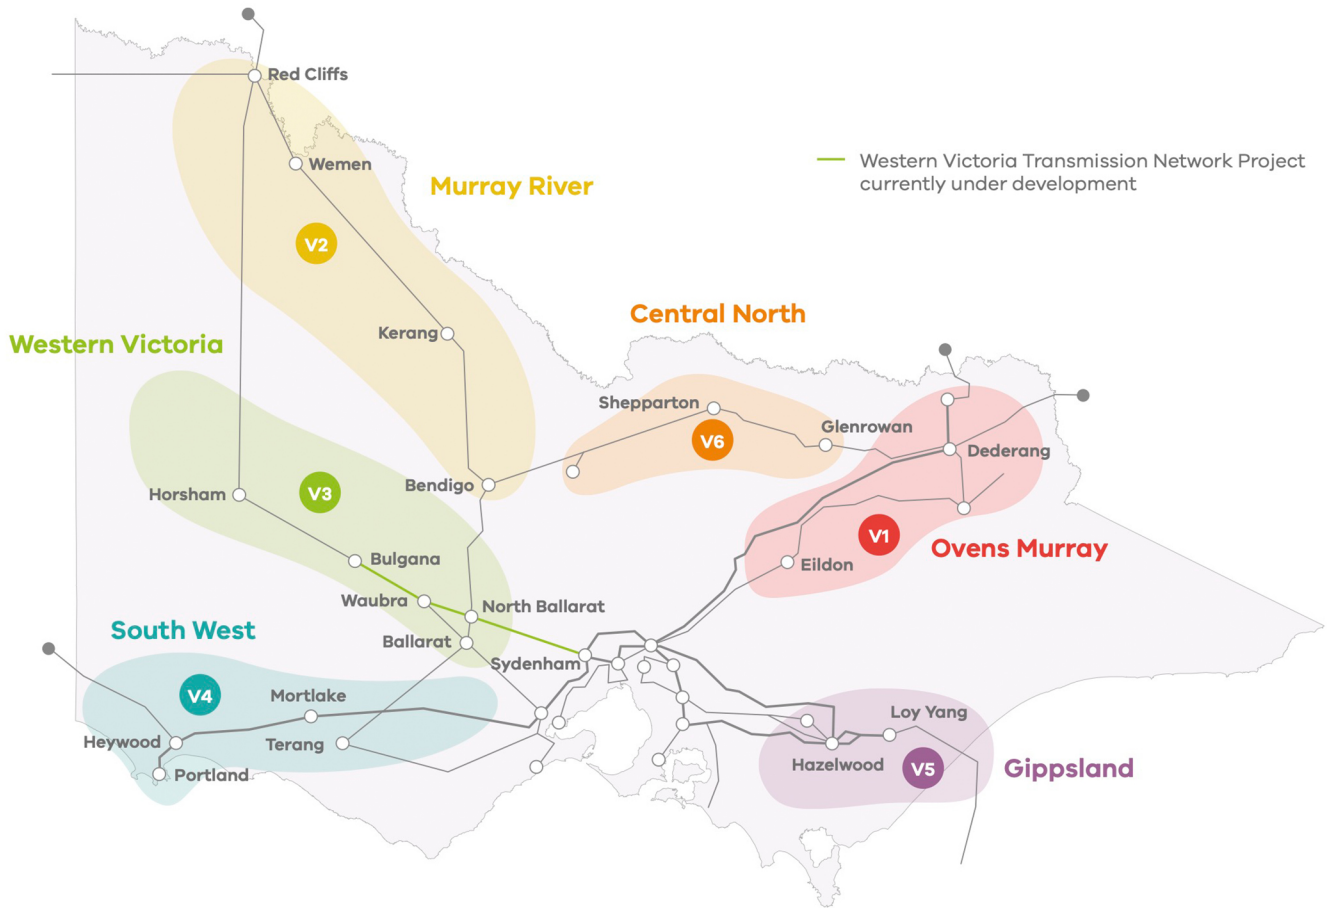 Red Cliffs
Wemen
Murray River
Western Victoria Transmission Network Project
currently under development
V2
Central North
Kerang
Western Victoria
Shepparton
Glenrowan
V6
Dederang
Bendigo
Horsham
V3
V1
Ovens Murray
Bulgana
Eildon
Waubra
North Ballarat
South West
Ballarat
Sydenham
V4
Mortlake
Loy Yang
Heywood
Terang
Hazelwood
V5
Gippsland
Portland